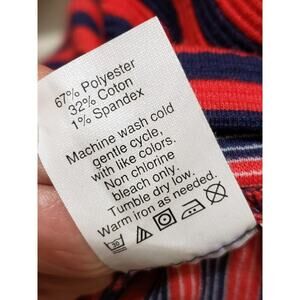 67% Polyester
32% Coton
1% Spandex
Machine wash cold
gentle cycle,
with like colors.
Non chlorine
bleach only.
Tumble dry low.
Warm iron as needed.
30